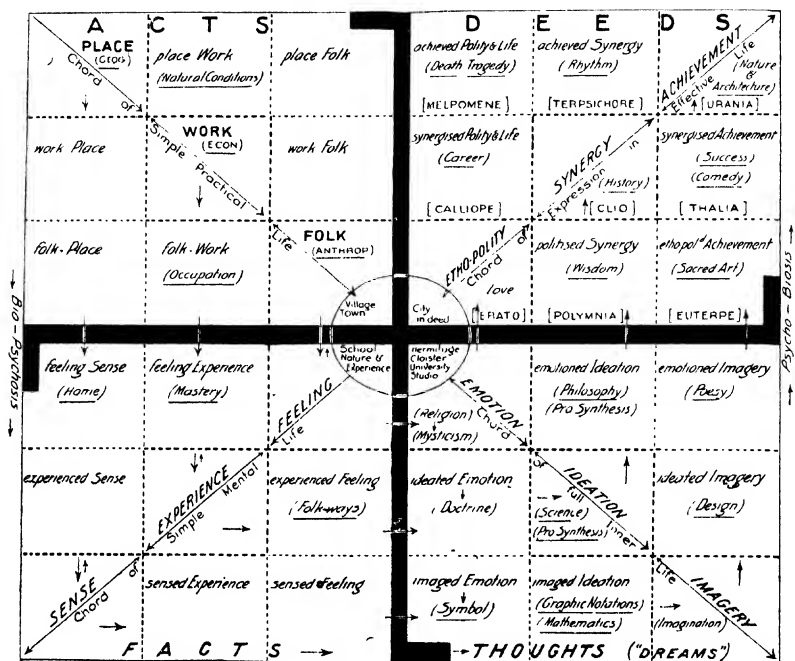 A C T S
D E E D S
PLACE
(GEOG)
place Work
(Natural Conditions)
place Folk
achieved Polity & Life
(Death Tragedy)
[MELPOMENE]
achieved Synergy
(Rhythm)
[TERPSICHORE]
ACHIEVEMENT
Effective Life
(Nature
&
Architecture)
[URANIA]
Chord of
Simple Practical
Life
work Place
WORK
(ECON)
work Folk
synergised Polity & Life
(Career)
[CALLIOPE]
SYNERGY
Expression in
(History)
[CLIO]
synergised Achievement
(Success)
(Comedy)
[THALIA]
folk-Place
folk-Work
(Occupation)
FOLK
(ANTHROP)
ETHO-POLITY
Chord of
love
[ERATO]
politised Synergy
(Wisdom)
[POLYMNIA]
ethopold Achievement
(Sacred Art)
[EUTERPE]
Village
Town
City
in deed
School
Nature &
Experience
Hermitage
Cloister
University
Studio
Bio-Psychosis
Psycho-Biosis
feeling Sense
(Home)
feeling Experience
(Mastery)
FEELING
Life
(Religion)
(Mysticism)
EMOTION
Chord
emotioned Ideation
(Philosophy)
(Pro Synthesis)
emotioned Imagery
(Poesy)
experienced Sense
EXPERIENCE
Simple Mental
experienced Feeling
(Folk-ways)
ideated Emotion
(Doctrine)
of
IDEATION
full
Inner
(Science)
(Pro Synthesis)
ideated Imagery
(Design)
SENSE
Chord of
sensed Experience
sensed Feeling
imaged Emotion
(Symbol)
imaged Ideation
(Graphic Notations)
(Mathematics)
Life
IMAGERY
(Imagination)
F A C T S
THOUGHTS ("DREAMS")